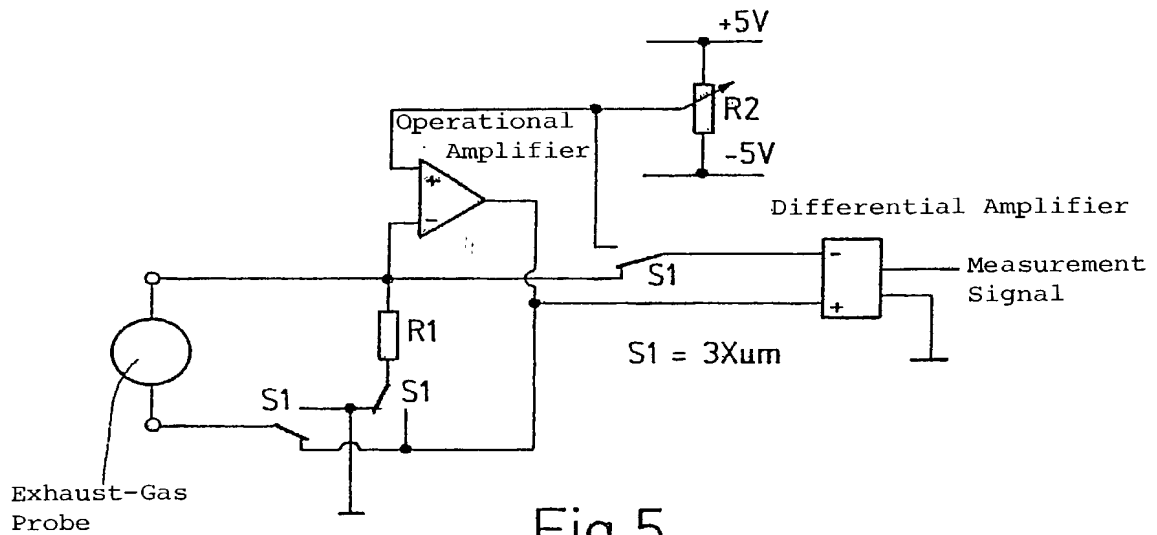 +5V
Operational
Amplifier
R2
-5V
+
-
Differential Amplifier
-
S1
Measurement
Signal
+
R1
S1 = 3Xum
S1
S1
Exhaust-Gas
Probe
Fig.5